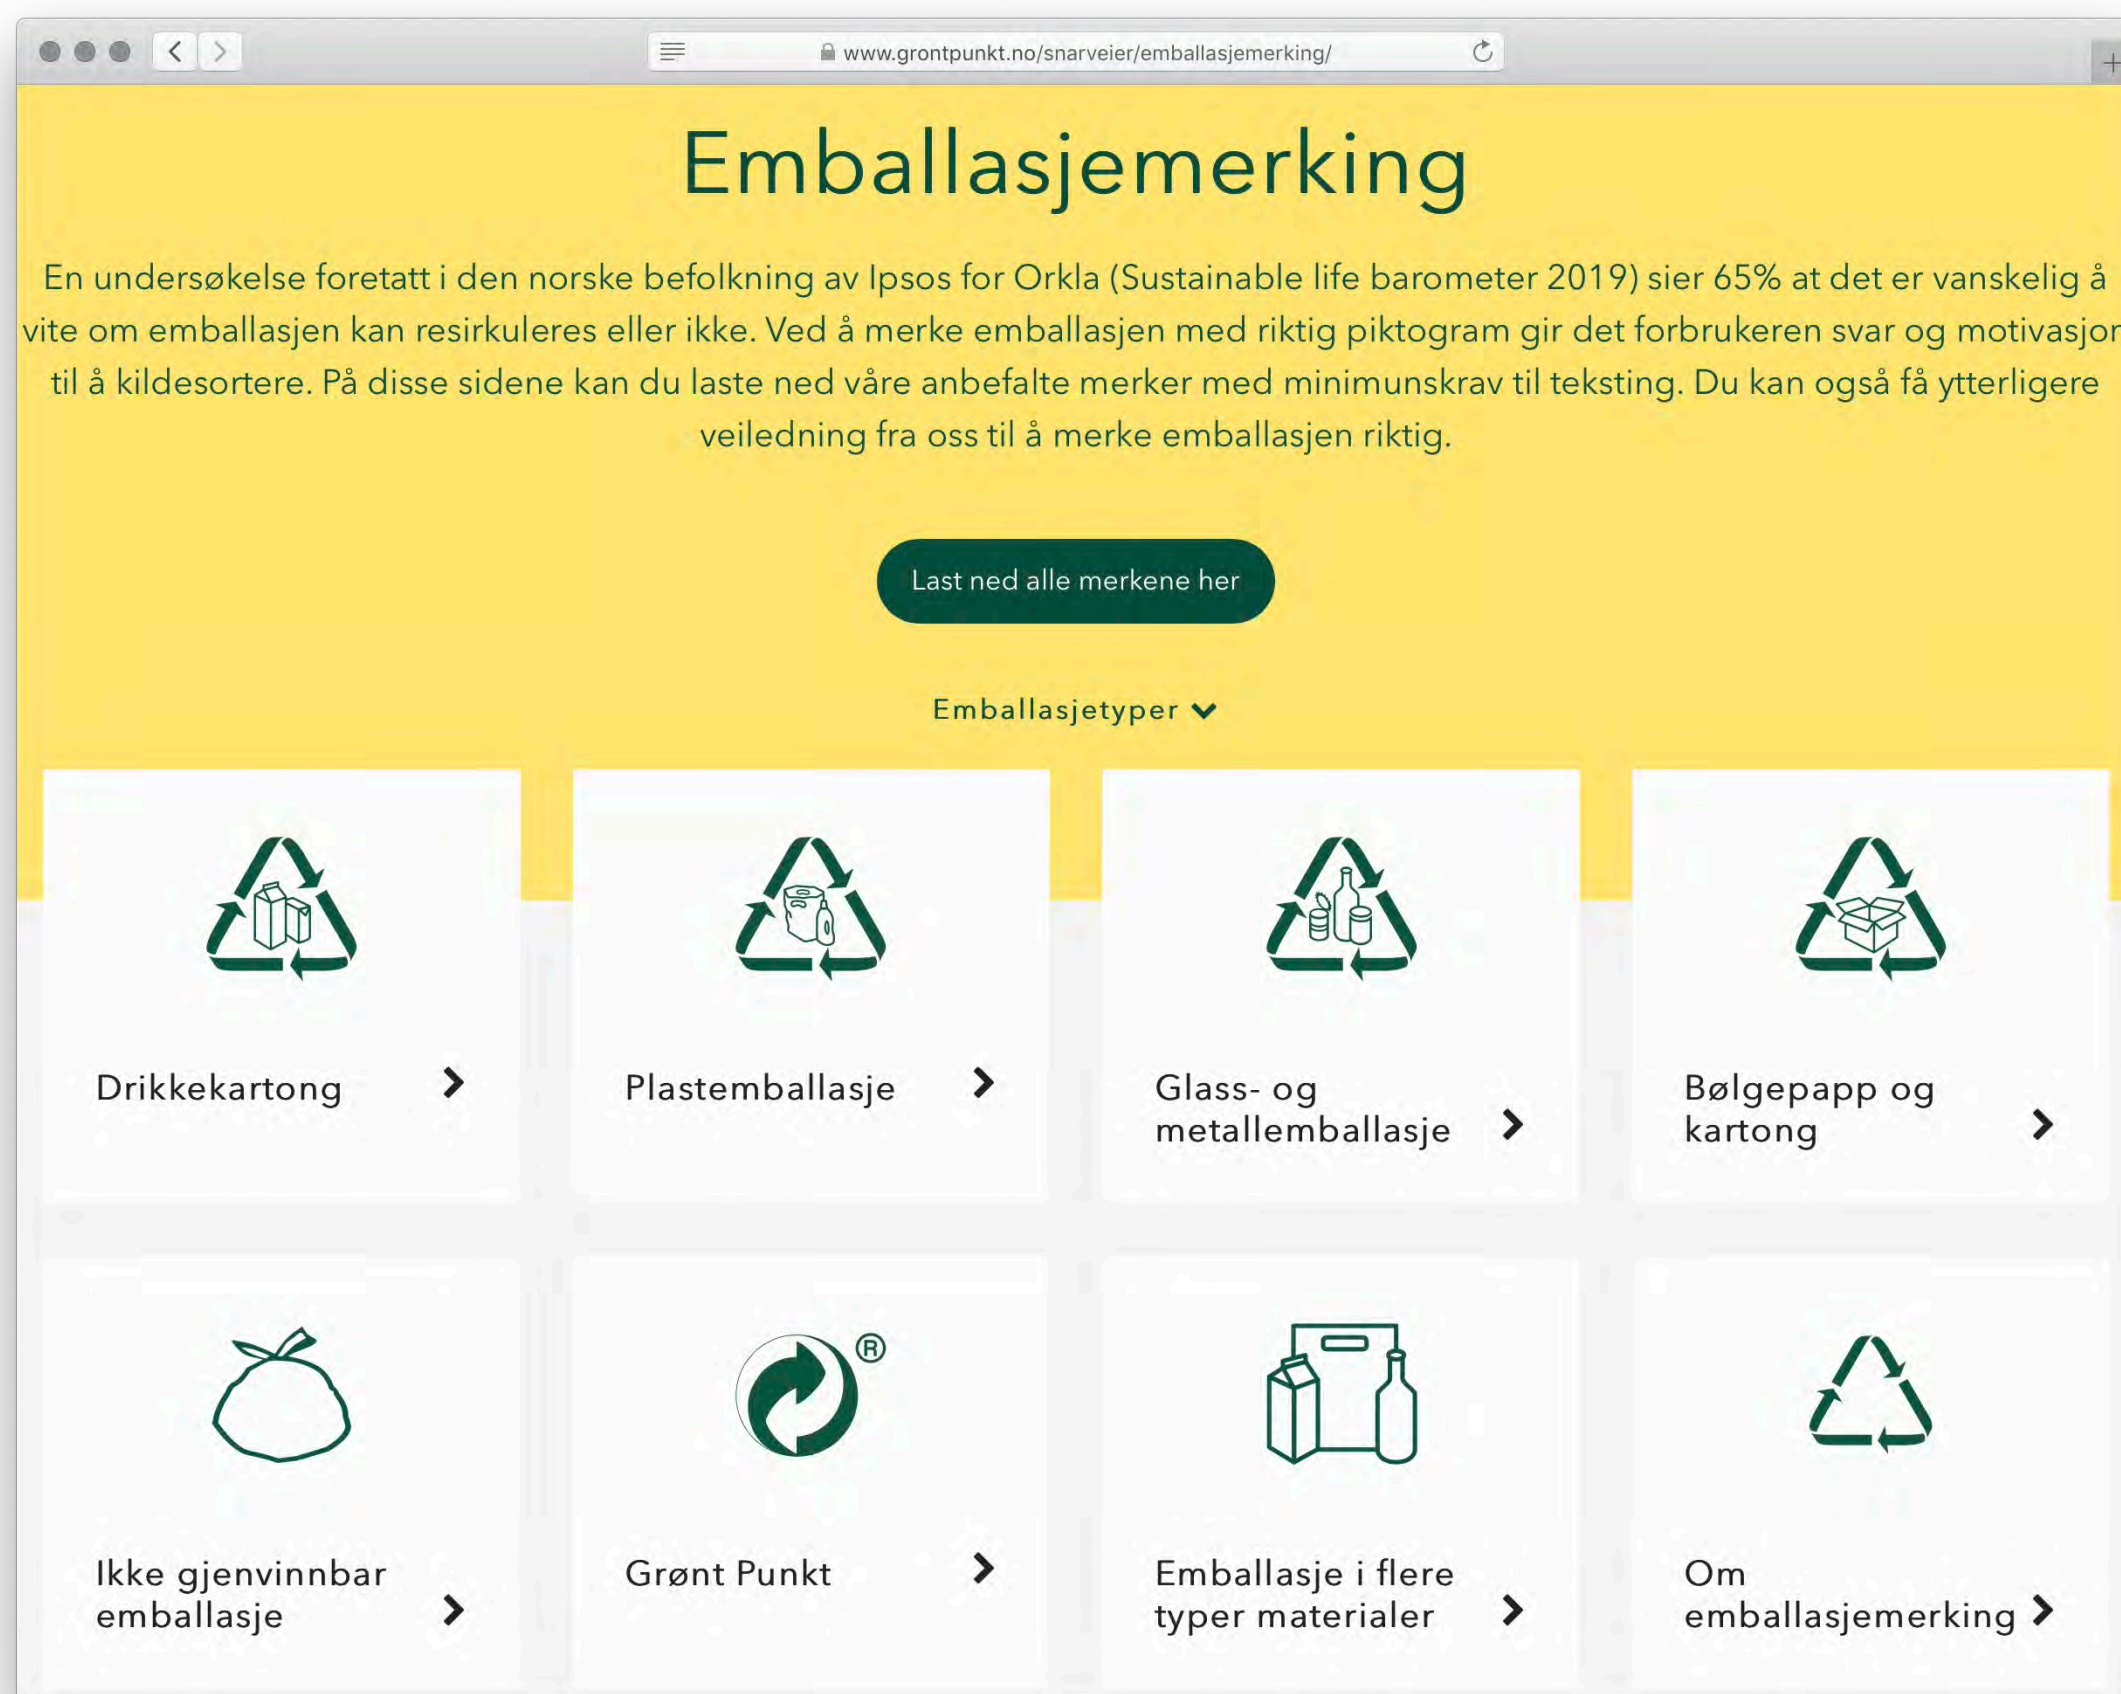 www.grontpunkt.no/snarveier/emballasjemerking/
Emballasjemerking
En undersøkelse foretatt i den norske befolkning av Ipsos for Orkla (Sustainable life barometer 2019) sier 65% at det er vanskelig å
vite om emballasjen kan resirkuleres eller ikke. Ved å merke emballasjen med riktig piktogram gir det forbrukeren svar og motivasjon
til å kildesortere. På disse sidene kan du laste ned våre anbefalte merker med minimunskrav til teksting. Du kan også få ytterligere
veiledning fra oss til å merke emballasjen riktig.
Last ned alle merkene her
Emballasjetyper
Drikkekartong
Plastemballasje
Glass- og
metallemballasje
Bølgepapp og
kartong
®
Ikke gjenvinnbar
emballasje
Grønt Punkt
Emballasje i flere
typer materialer
Om
emballasjemerking